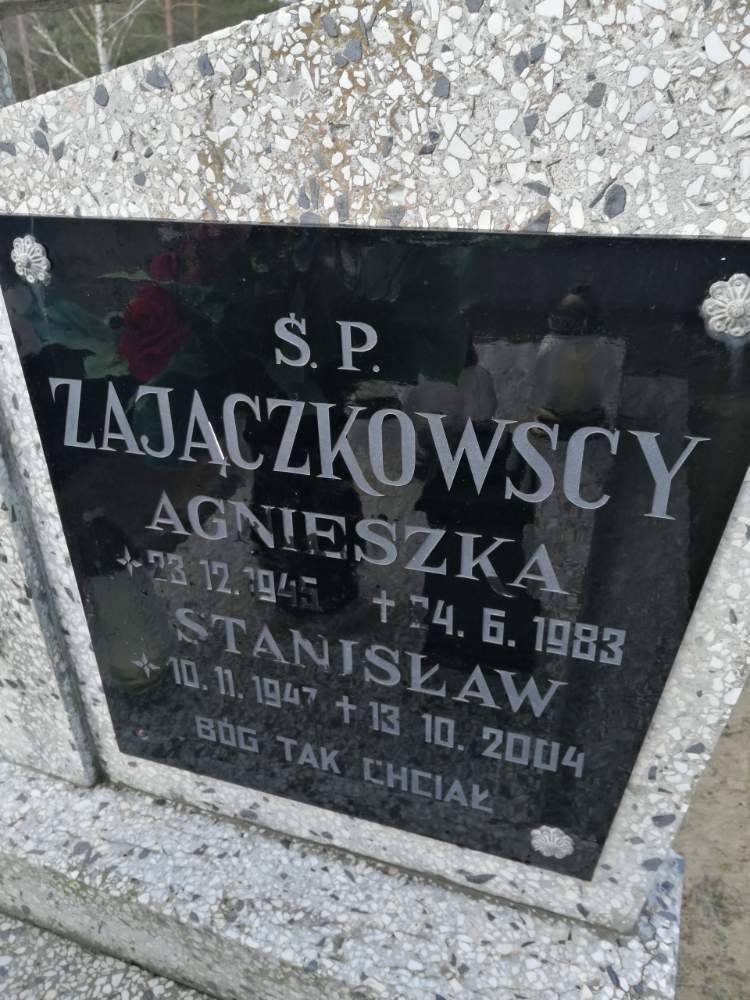 Ś. P.
ZAJĄCZKOWSCY
AGNIESZKA
23. 12. 1945 24. 6. 1983
STANISŁAW
10. 11. 1947 13 10. 2004
BÓG TAK CHCIAŁ